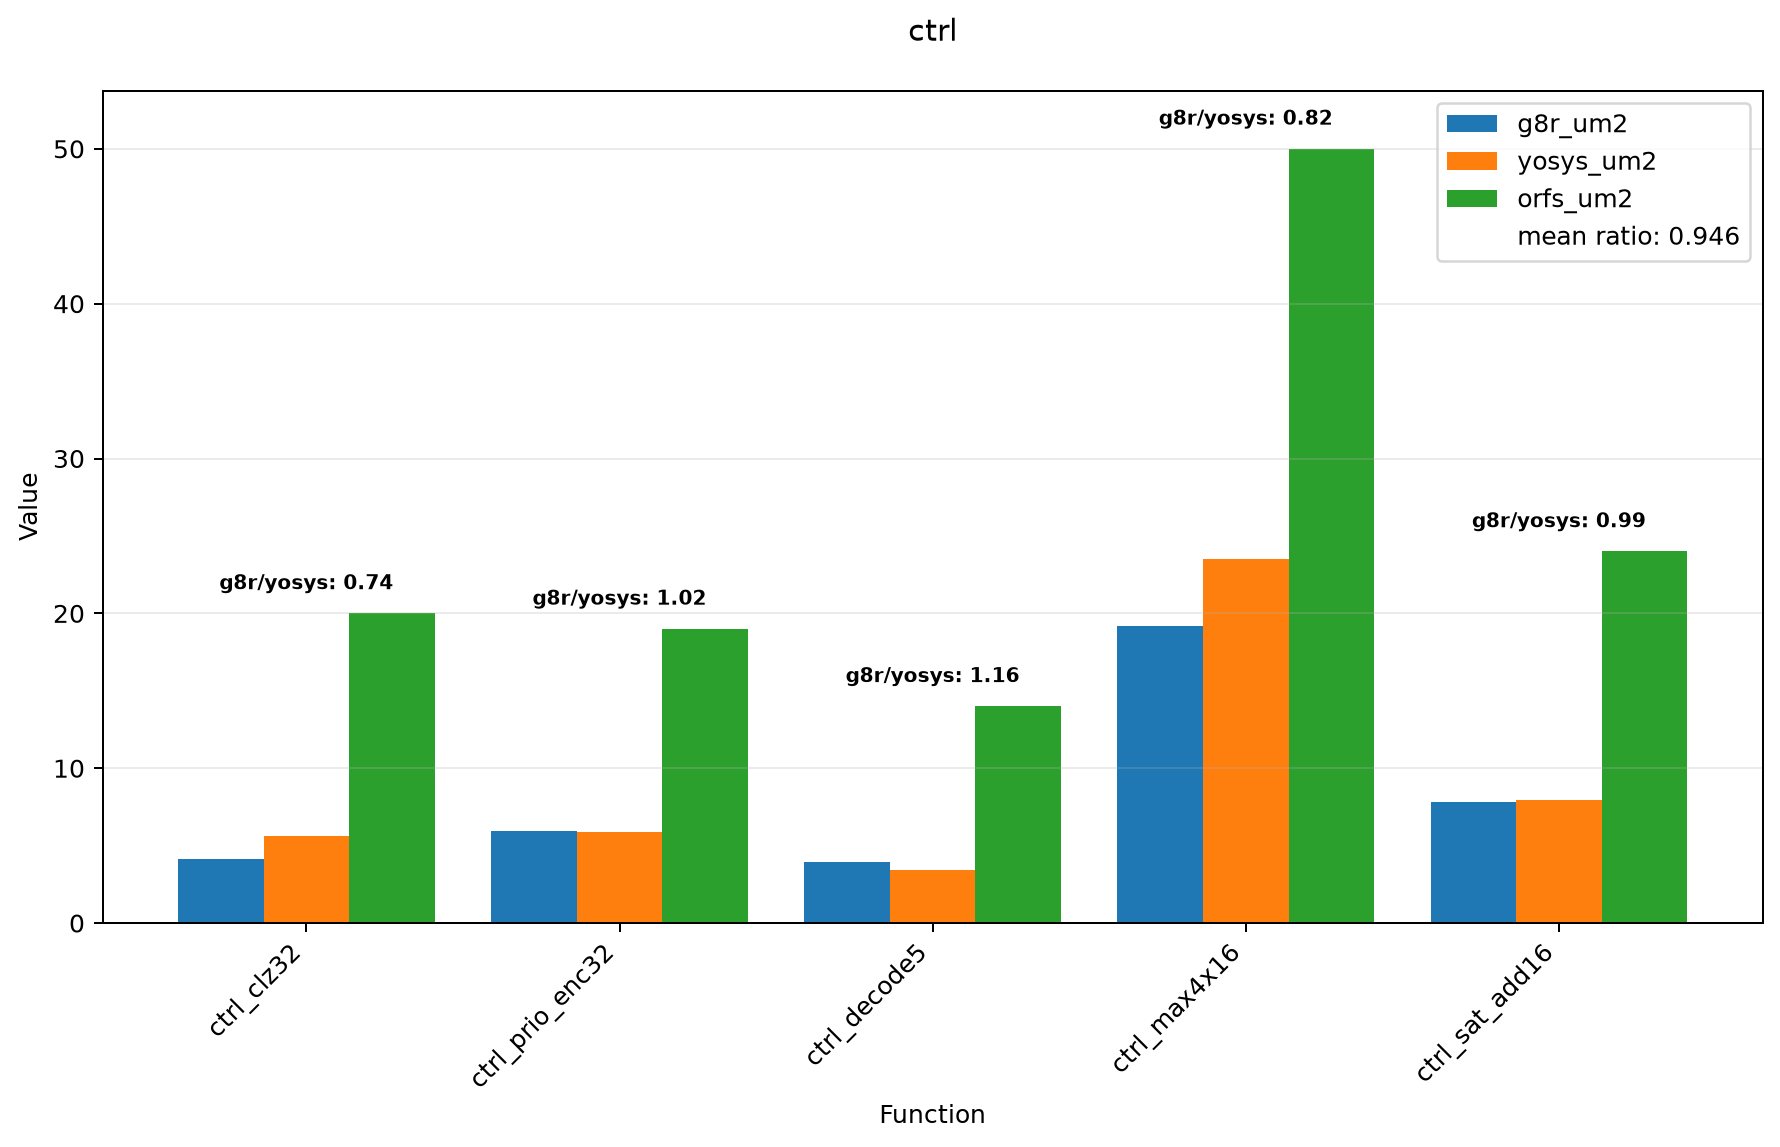 ctrl
g8r_um2
yosys_um2
orfs_um2
mean ratio: 0.946
g8r/yosys: 0.82
g8r/yosys: 0.99
g8r/yosys: 0.74
g8r/yosys: 1.02
g8r/yosys: 1.16
Value
50
40
30
20
10
0
ctrl_clz32
ctrl_prio_enc32
ctrl_decode5
ctrl_max4x16
ctrl_sat_add16
Function